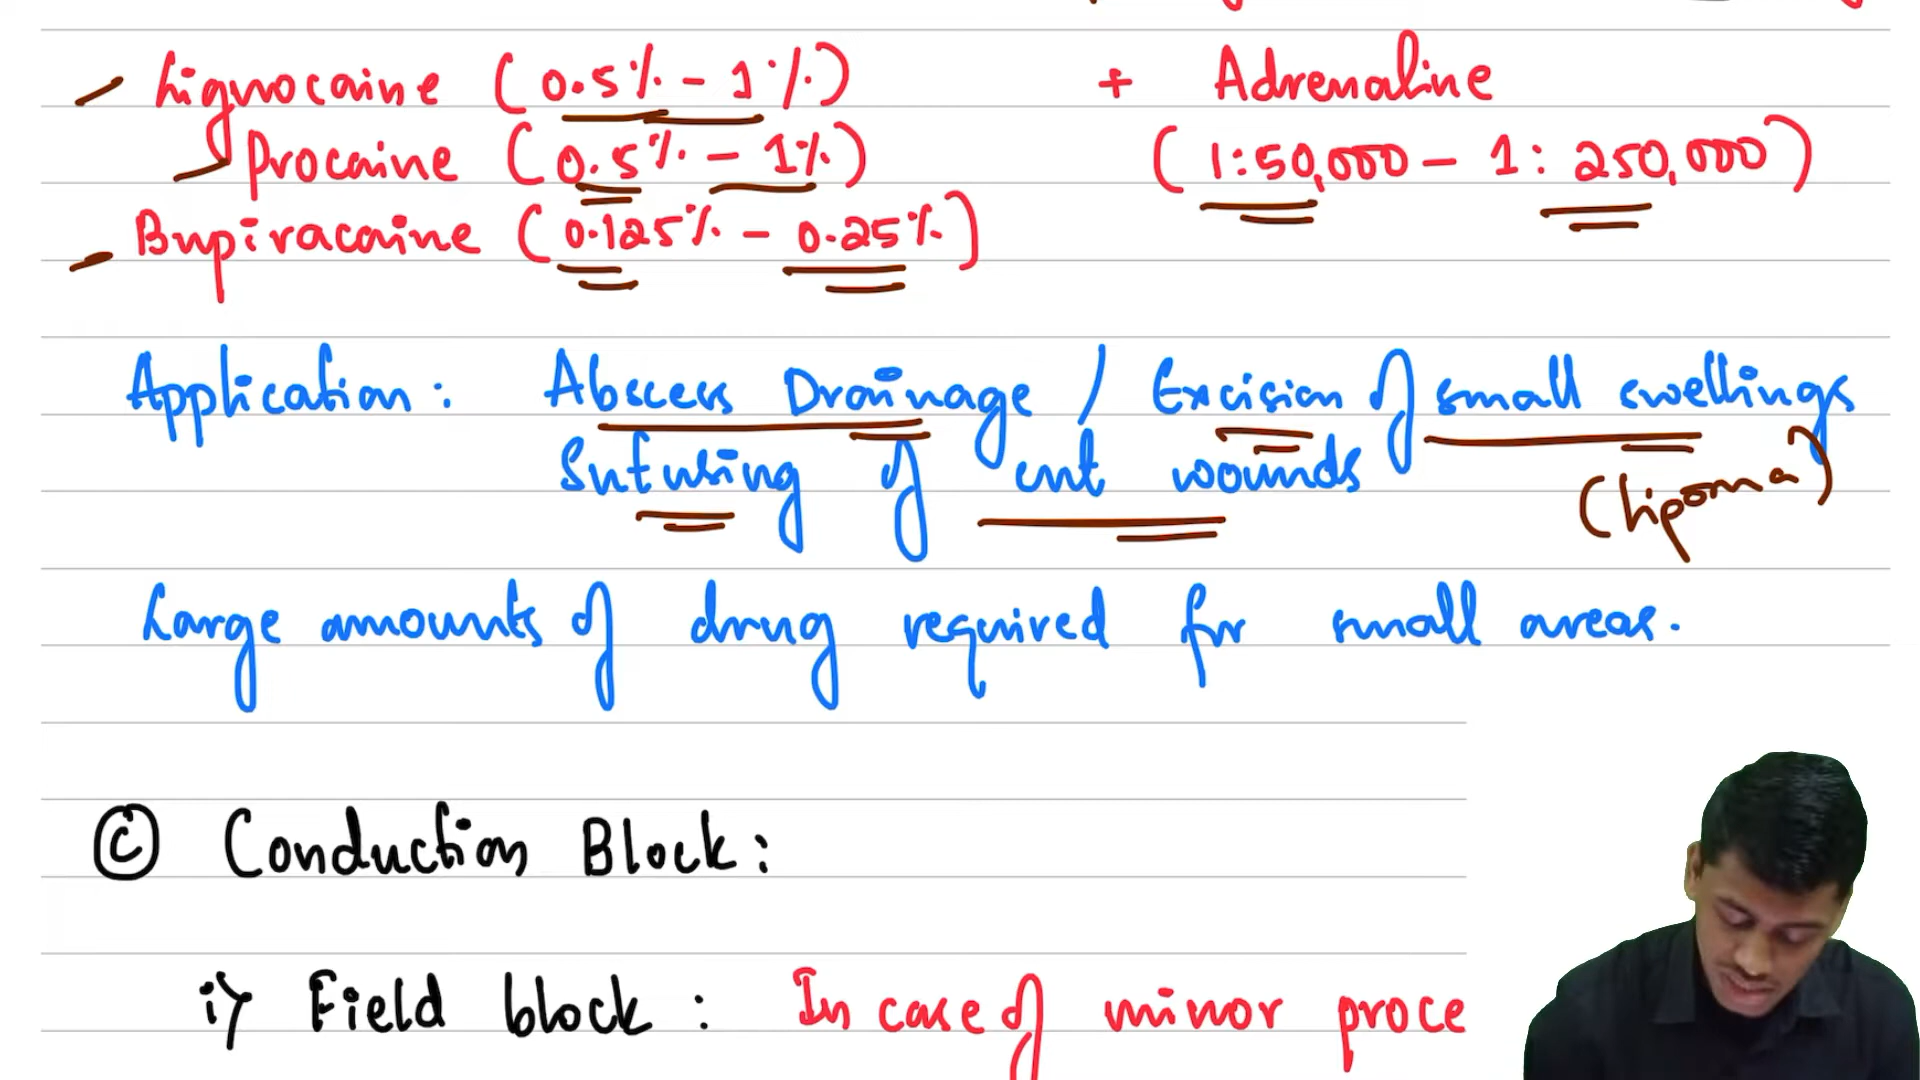 Lignocaine (0.5% - 1%) + Adrenaline
Procaine (0.5% - 1%) (1:50,000 - 1: 250,000)
Bupivacaine (0.125% - 0.25%)
Application: Abscess Drainage / Excision of small swellings
Suturing of cut wounds (lipoma)
Large amounts of drug required for small areas.
Ⓒ Conduction Block:
i) Field block: In case of minor proce